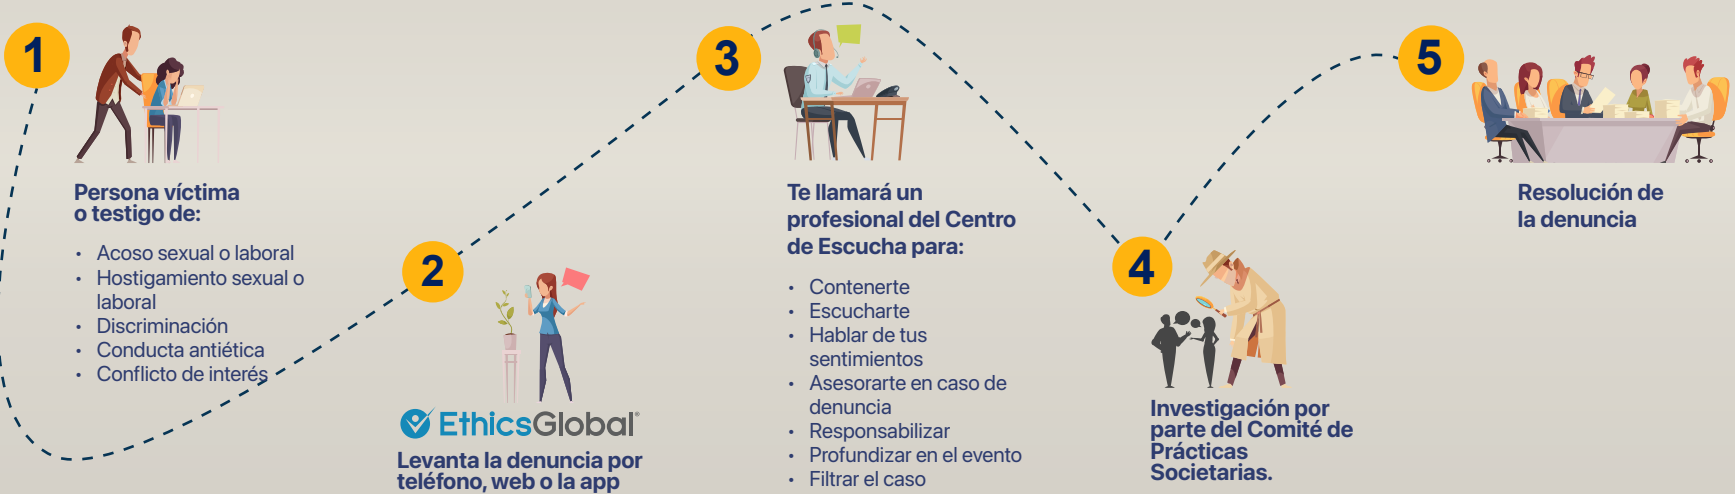 1
Persona víctima
o testigo de:
• Acoso sexual o laboral
• Hostigamiento sexual o
laboral
• Discriminación
• Conducta antiética
• Conflicto de interés
2
EthicsGlobal®
Levanta la denuncia por
teléfono, web o la app
3
Te llamará un
profesional del Centro
de Escucha para:
• Contenerte
• Escucharte
• Hablar de tus
sentimientos
• Asesorarte en caso de
denuncia
• Responsabilizar
• Profundizar en el evento
• Filtrar el caso
4
Investigación por
parte del Comité de
Prácticas
Societarias.
5
Resolución de
la denuncia